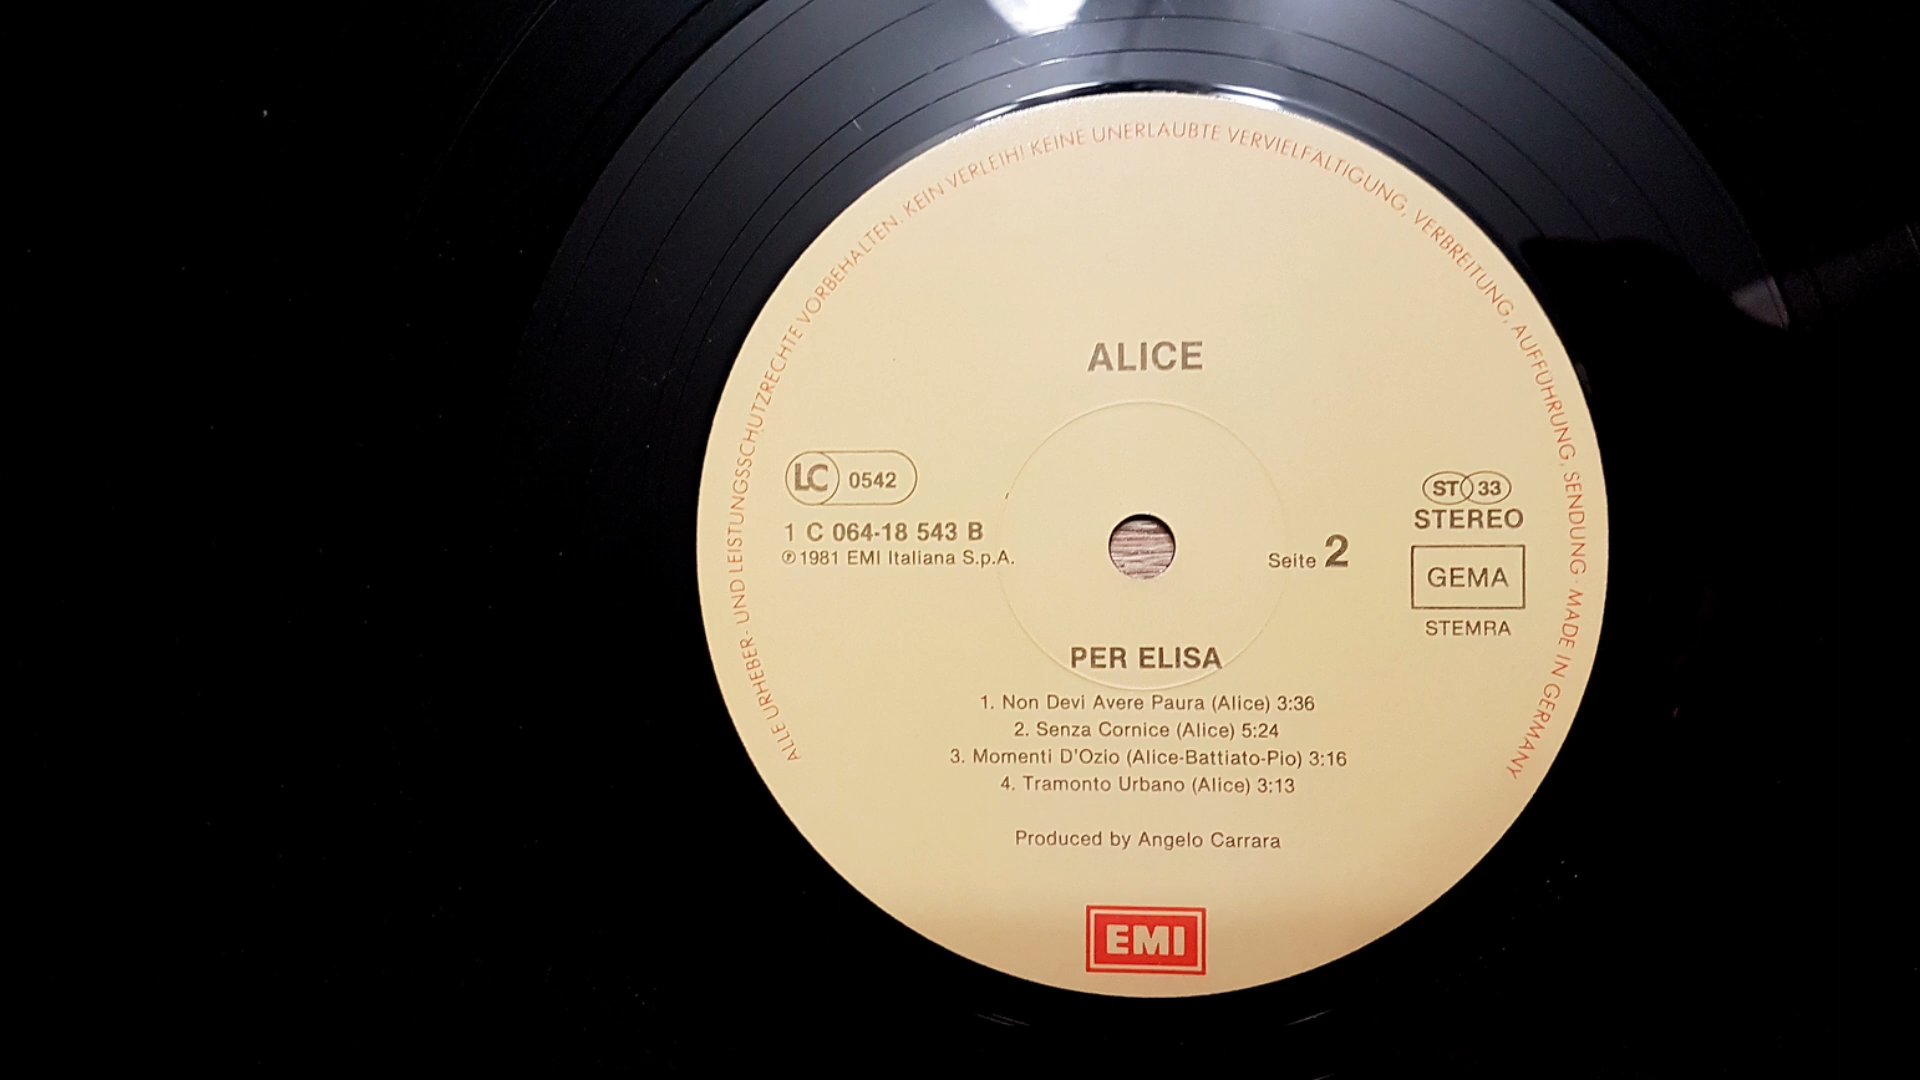 ALLE URHEBER- UND LEISTUNGSSCHUTZRECHTE VORBEHALTEN. KEIN VERLEIH! KEINE UNERLAUBTE VERVIELFÄLTIGUNG, VERBREITUNG, AUFFÜHRUNG, SENDUNG · MADE IN GERMANY
ALICE
LC 0542
1 C 064-18 543 B
℗ 1981 EMI Italiana S.p.A.
Seite 2
ST 33
STEREO
GEMA
STEMRA
PER ELISA
1. Non Devi Avere Paura (Alice) 3:36
2. Senza Cornice (Alice) 5:24
3. Momenti D'Ozio (Alice-Battiato-Pio) 3:16
4. Tramonto Urbano (Alice) 3:13
Produced by Angelo Carrara
EMI